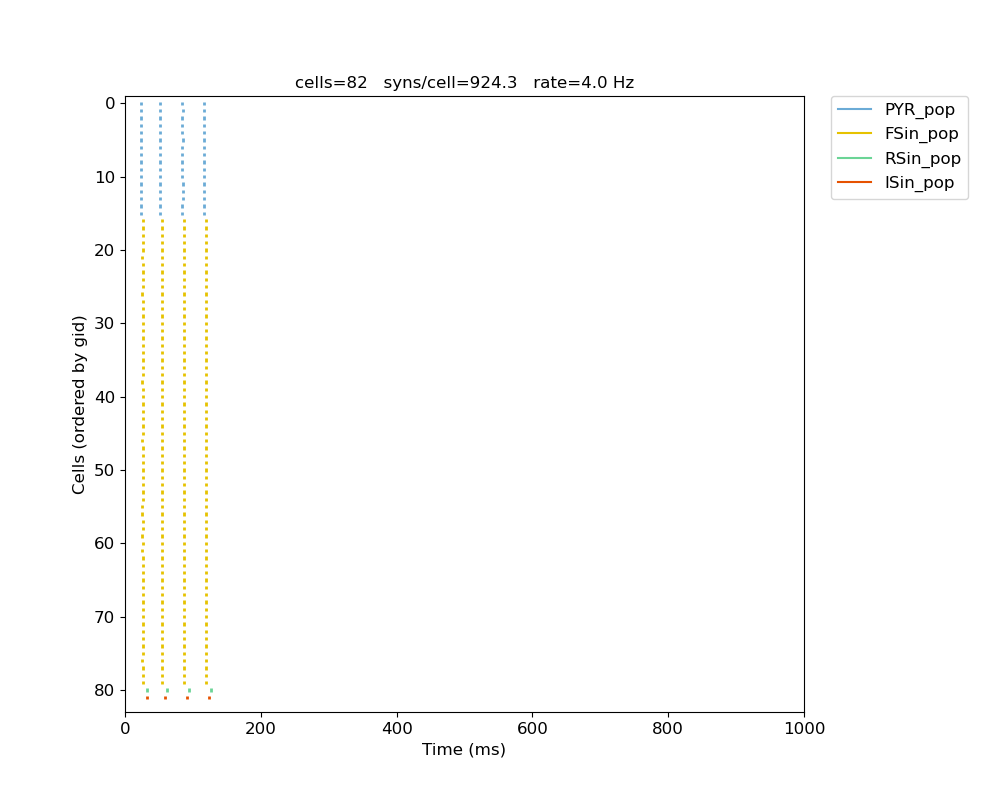 cells=82   syns/cell=924.3   rate=4.0 Hz
PYR_pop
FSin_pop
RSin_pop
ISin_pop
Cells (ordered by gid)
0
10
20
30
40
50
60
70
80
0 200 400 600 800 1000
Time (ms)